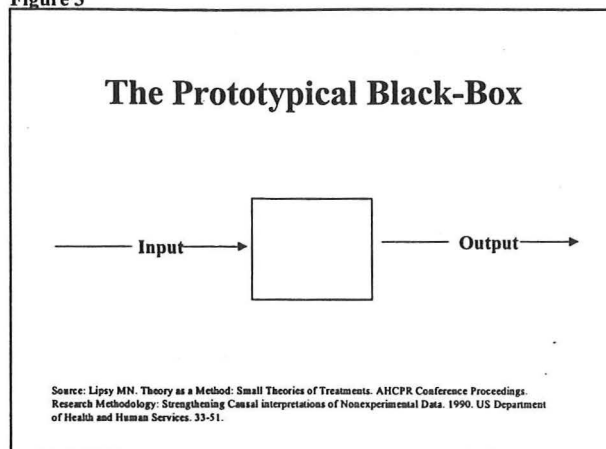 Figure 3
The Prototypical Black-Box
Input
Output
Source: Lipsy MN. Theory as a Method: Small Theories of Treatments. AHCPR Conference Proceedings.
Research Methodology: Strengthening Causal interpretations of Nonexperimental Data. 1990. US Department
of Health and Human Services. 33-51.